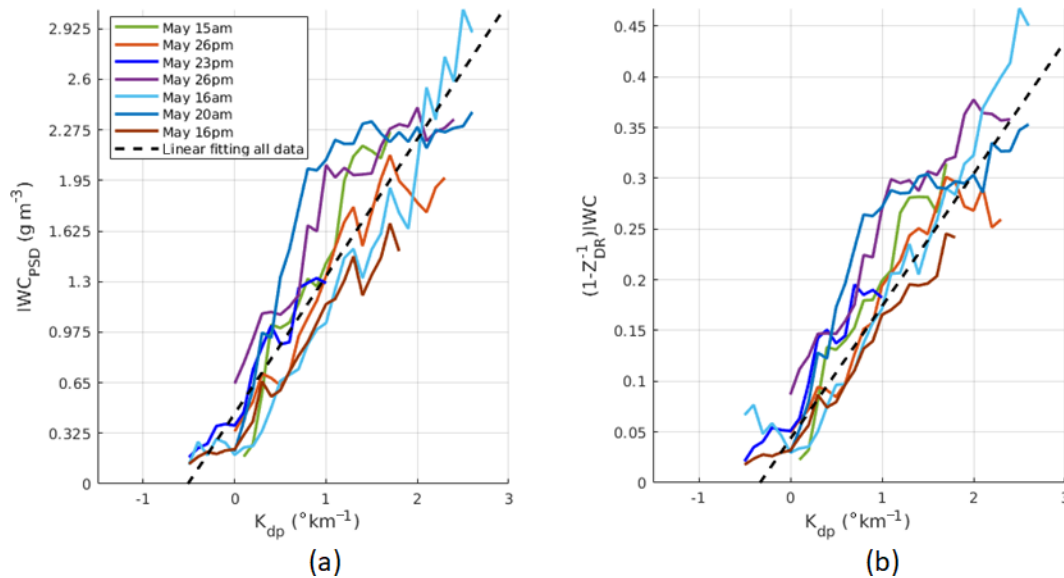 May 15am
May 26pm
May 23pm
May 26pm
May 16am
May 20am
May 16pm
Linear fitting all data
2.925
2.6
2.275
1.95
1.625
1.3
0.975
0.65
0.325
0
-1 0 1 2 3
IWC_PSD (g m⁻³)
K_dp (°km⁻¹)
(a)
0.45
0.4
0.35
0.3
0.25
0.2
0.15
0.1
0.05
0
-1 0 1 2 3
(1-Z_DR⁻¹)IWC
K_dp (°km⁻¹)
(b)